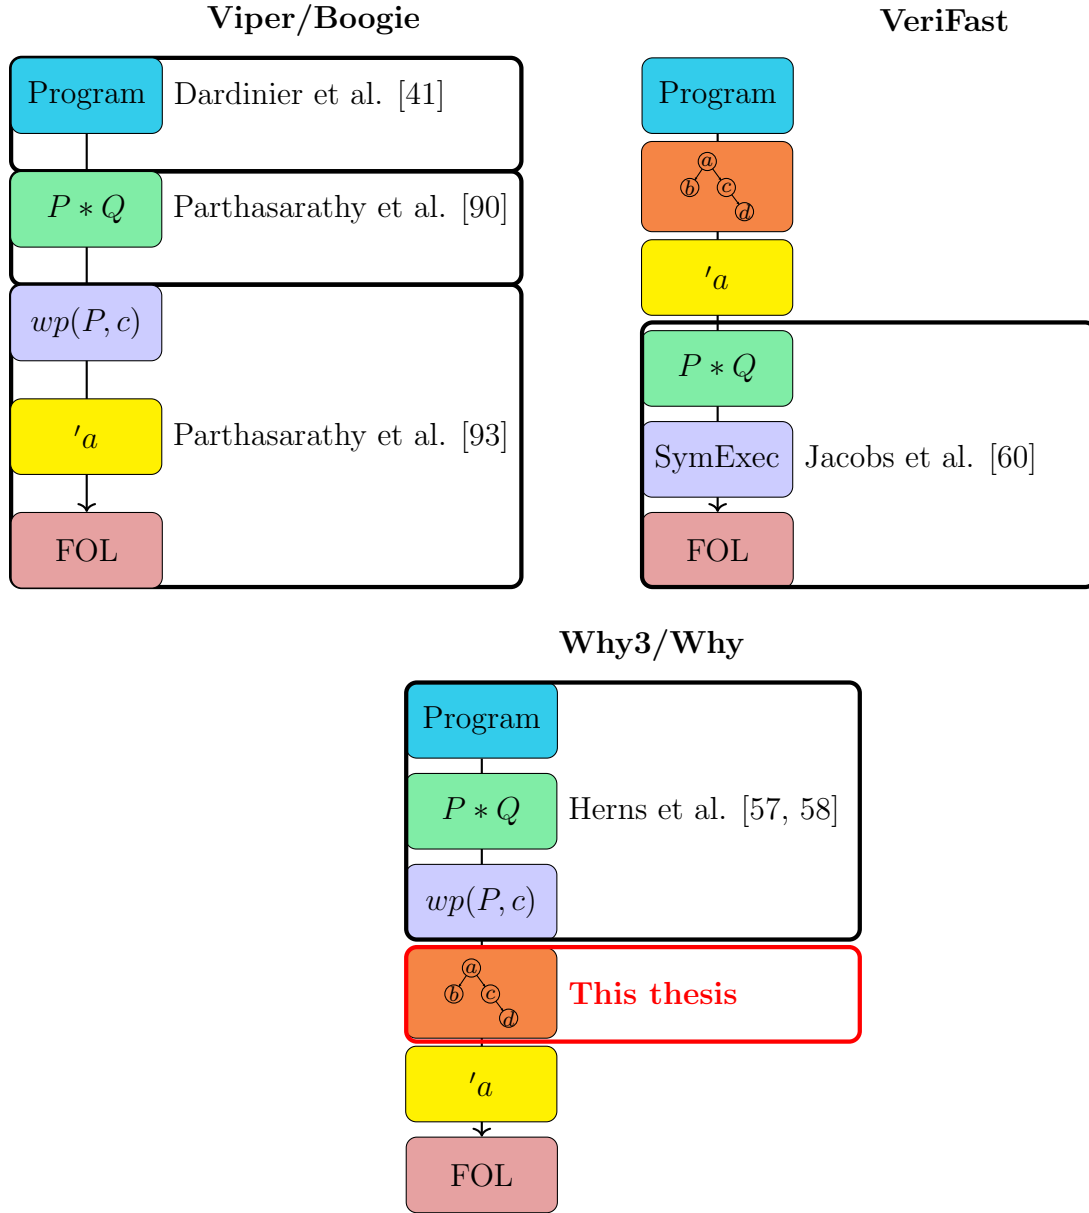 Viper/Boogie
Program
Dardinier et al. [41]
P ∗ Q
Parthasarathy et al. [90]
wp(P, c)
′a
Parthasarathy et al. [93]
FOL
VeriFast
Program
a
b
c
d
′a
P ∗ Q
SymExec
Jacobs et al. [60]
FOL
Why3/Why
Program
P ∗ Q
Herns et al. [57, 58]
wp(P, c)
a
b
c
d
This thesis
′a
FOL